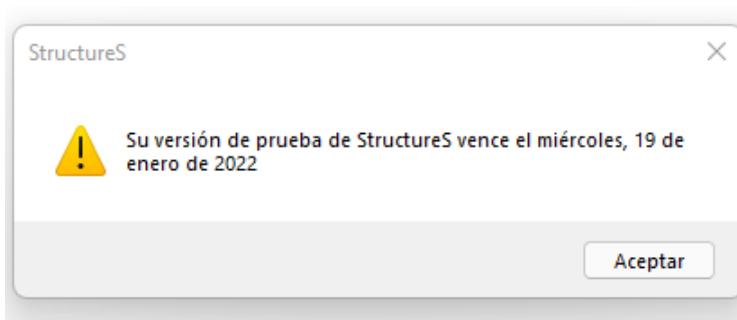 StructureS
Su versión de prueba de StructureS vence el miércoles, 19 de
enero de 2022
Aceptar